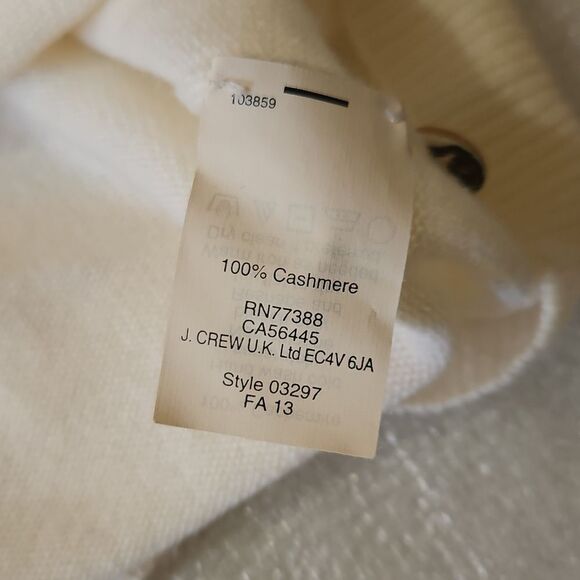 103859
100% Cashmere
RN77388
CA56445
J. CREW U.K. Ltd EC4V 6JA
Style 03297
FA 13